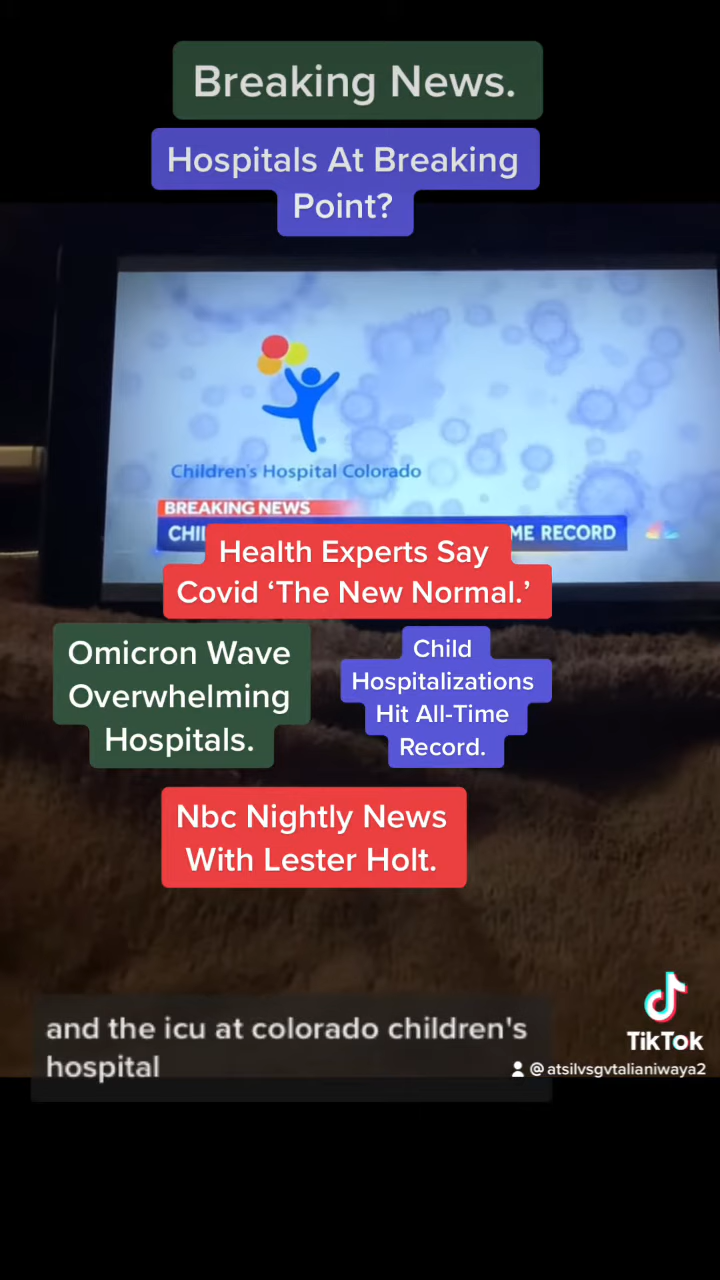 Breaking News.
Hospitals At Breaking
Point?
Children's Hospital Colorado
BREAKING NEWS
CHI
ME RECORD
Health Experts Say
Covid ‘The New Normal.’
Omicron Wave
Overwhelming
Hospitals.
Child
Hospitalizations
Hit All-Time
Record.
Nbc Nightly News
With Lester Holt.
and the icu at colorado children's
hospital
TikTok
@atsilvsgvtalianiwaya2